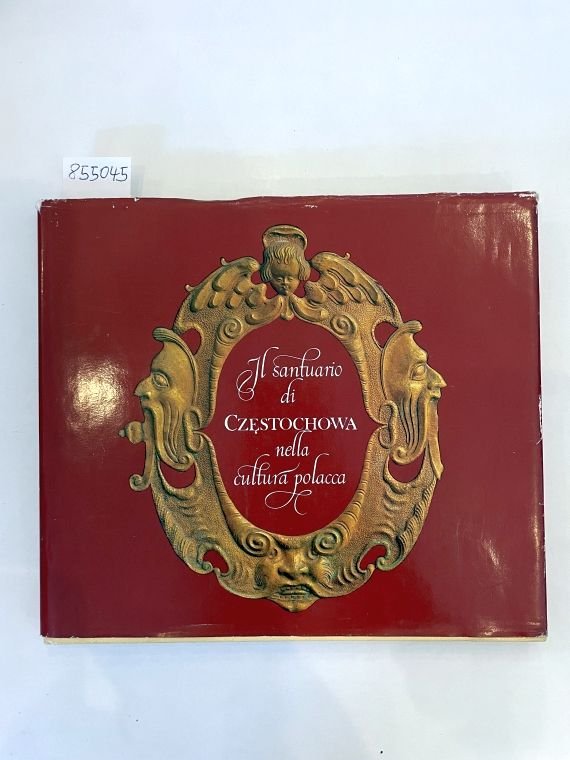 855045
Il santuario
di
CZĘSTOCHOWA
nella
cultura polacca